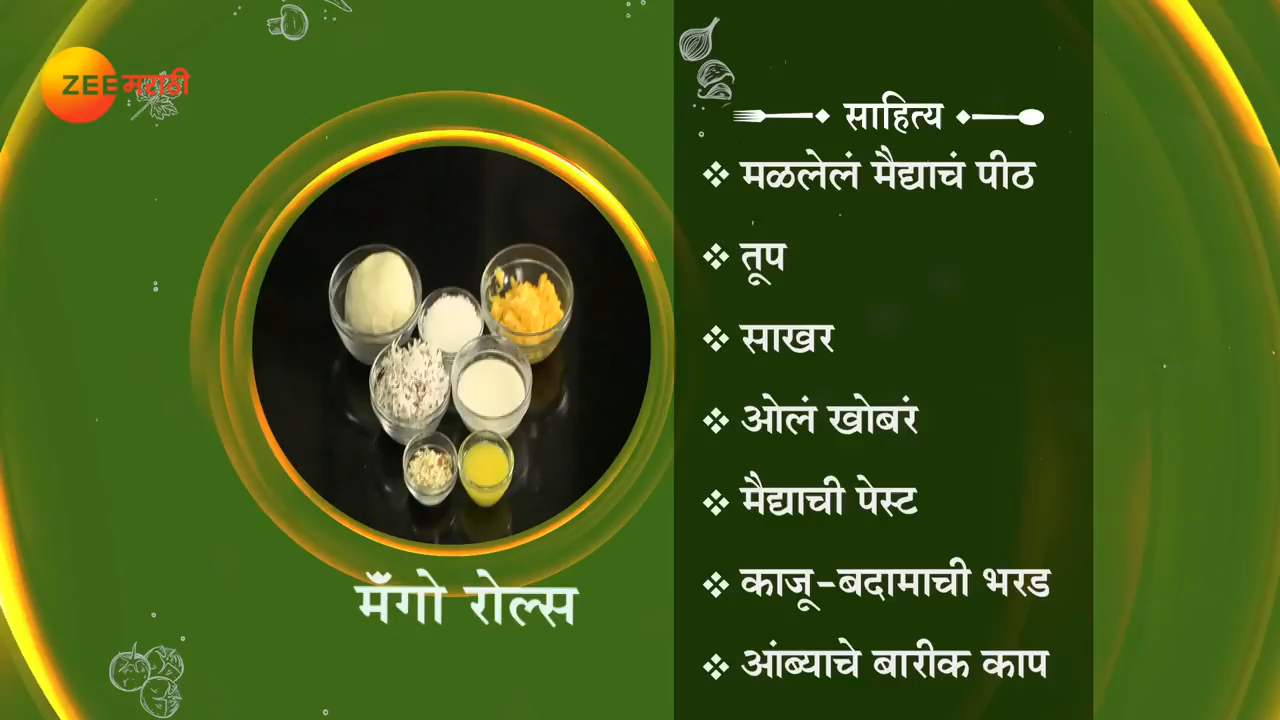 ZEE मराठी
साहित्य
मळलेलं मैद्याचं पीठ
तूप
साखर
ओलं खोबरं
मैद्याची पेस्ट
काजू-बदामाची भरड
आंब्याचे बारीक काप
मँगो रोल्स